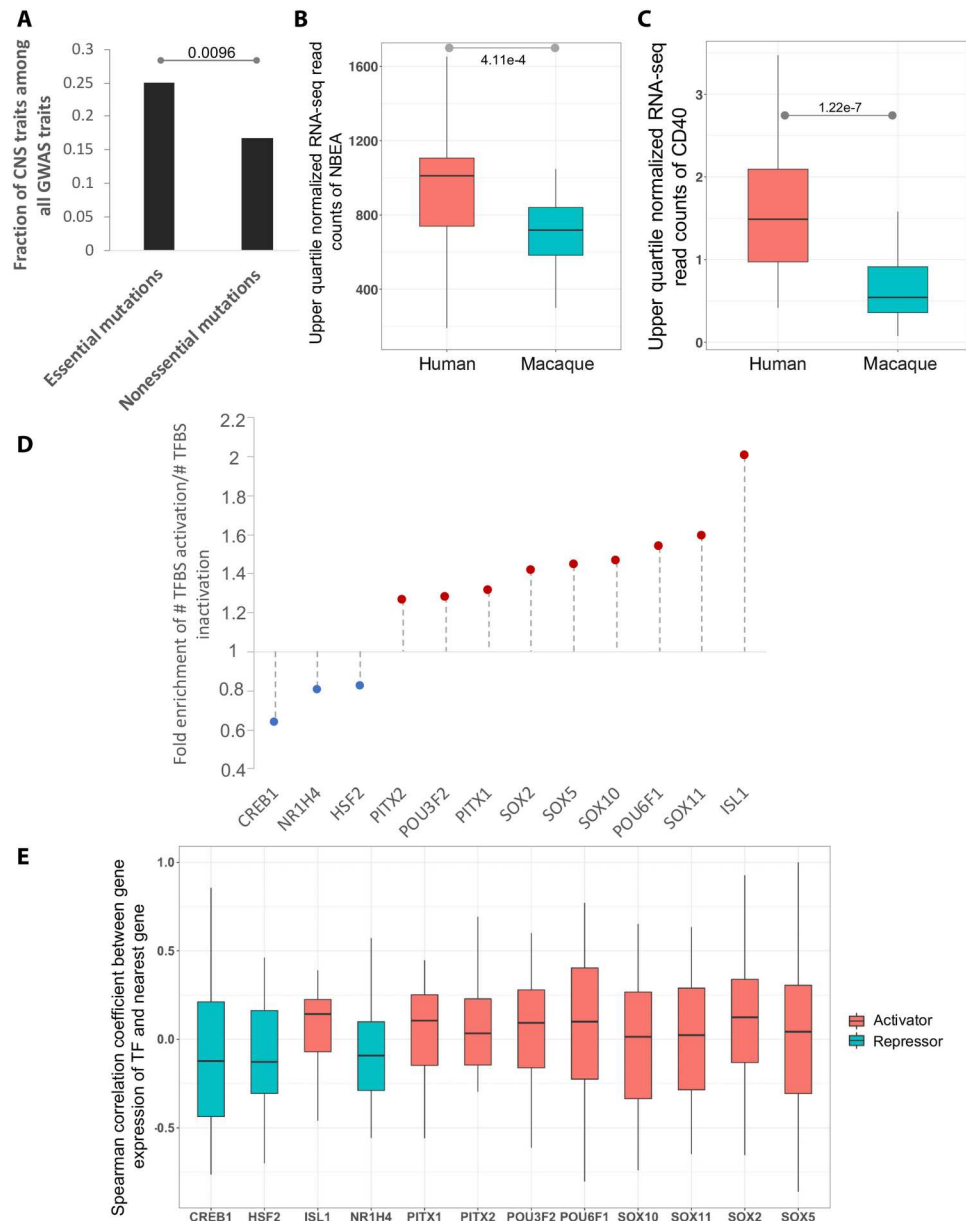 A
Fraction of CNS traits among
all GWAS traits
0.3
0.25
0.2
0.15
0.1
0.05
0
0.0096
Essential mutations
Nonessential mutations
B
Upper quartile normalized RNA-seq read
counts of NBEA
1600
1200
800
400
4.11e-4
Human Macaque
C
Upper quartile normalized RNA-seq
read counts of CD40
3
2
1
0
1.22e-7
Human Macaque
D
Fold enrichment of # TFBS activation/# TFBS
inactivation
2.2
2
1.8
1.6
1.4
1.2
1
0.8
0.6
0.4
CREB1
NR1H4
HSF2
PITX2
POU3F2
PITX1
SOX2
SOX5
SOX10
POU6F1
SOX11
ISL1
E
Spearman correlation coefficient between gene
expression of TF and nearest gene
1.0
0.5
0.0
-0.5
CREB1 HSF2 ISL1 NR1H4 PITX1 PITX2 POU3F2 POU6F1 SOX10 SOX11 SOX2 SOX5
Activator
Repressor